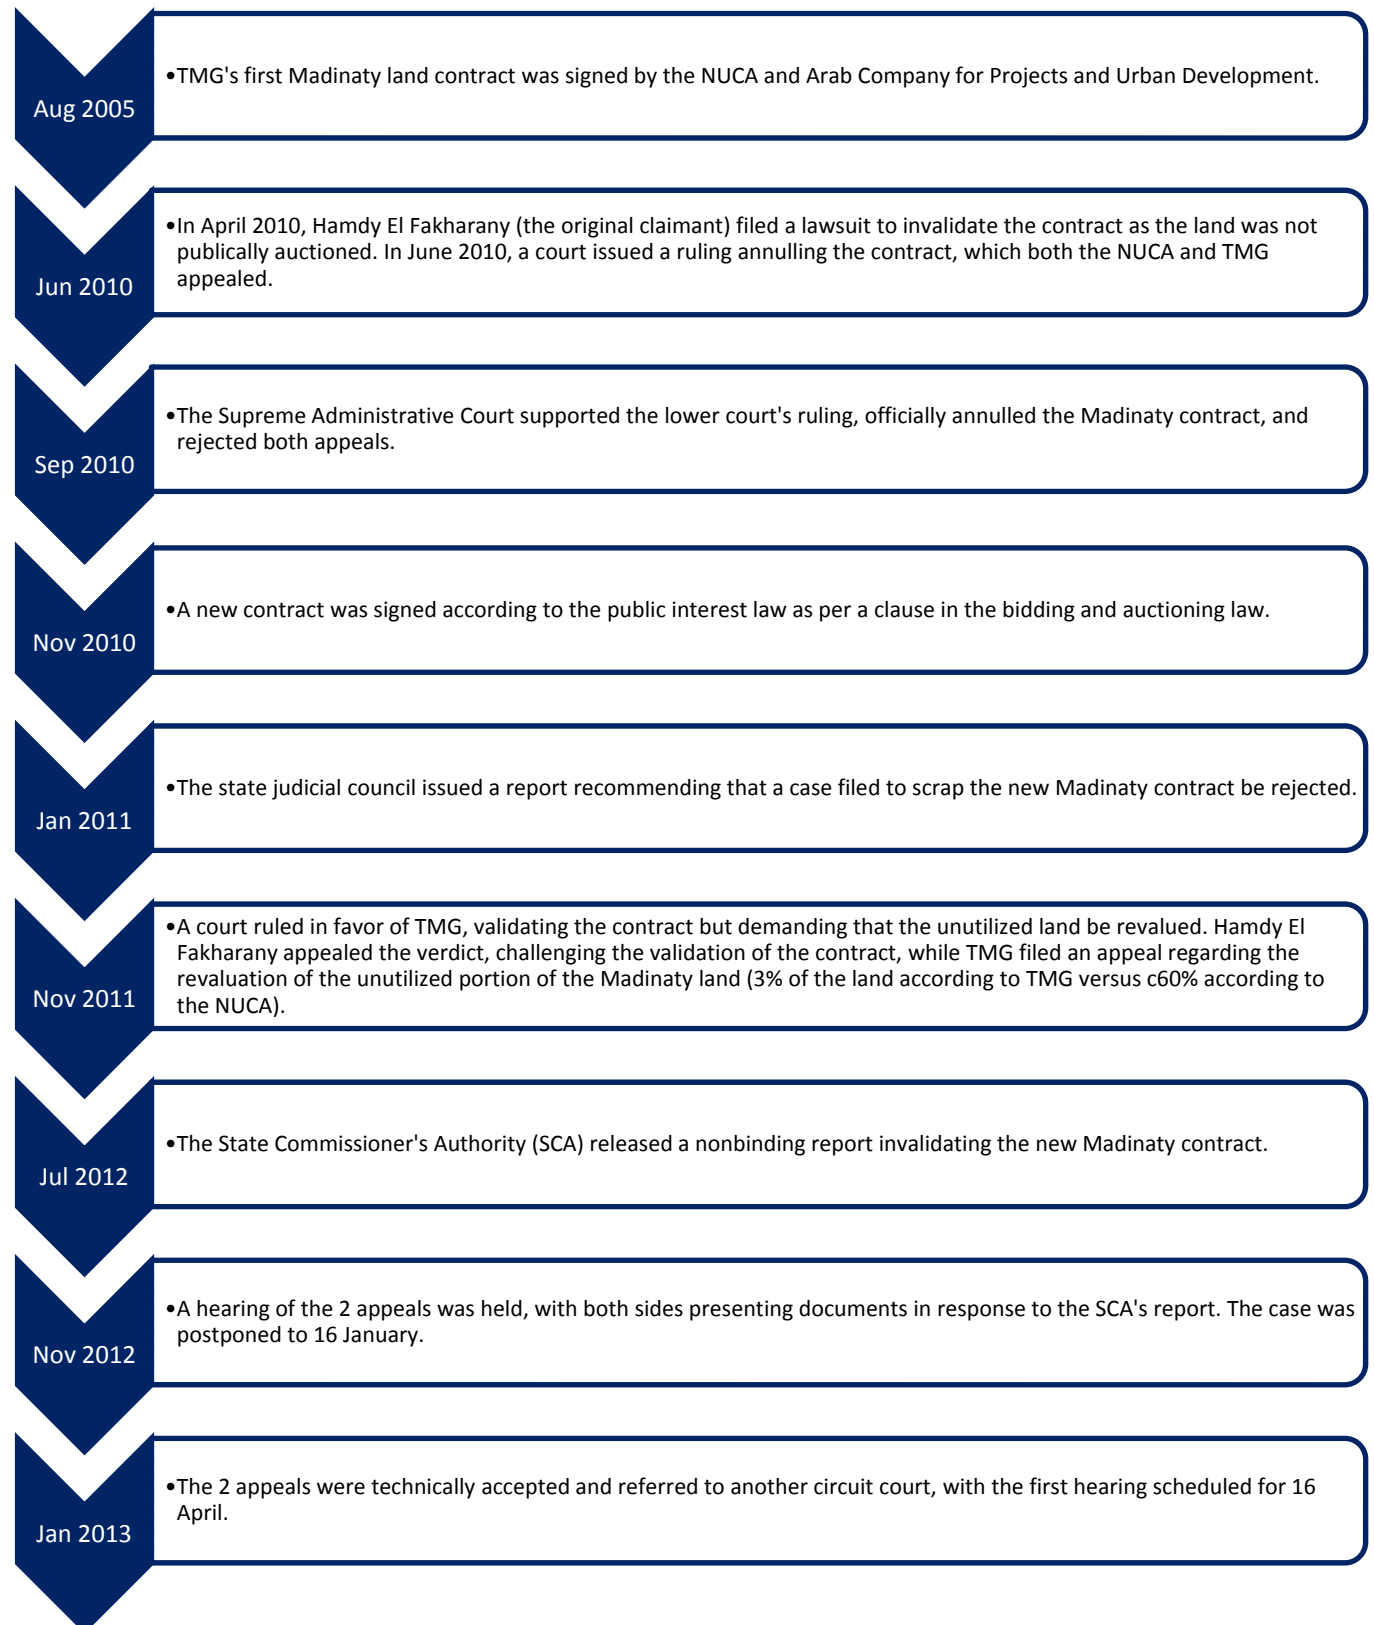 Aug 2005
•TMG's first Madinaty land contract was signed by the NUCA and Arab Company for Projects and Urban Development.
Jun 2010
•In April 2010, Hamdy El Fakharany (the original claimant) filed a lawsuit to invalidate the contract as the land was not
publically auctioned. In June 2010, a court issued a ruling annulling the contract, which both the NUCA and TMG
appealed.
Sep 2010
•The Supreme Administrative Court supported the lower court's ruling, officially annulled the Madinaty contract, and
rejected both appeals.
Nov 2010
•A new contract was signed according to the public interest law as per a clause in the bidding and auctioning law.
Jan 2011
•The state judicial council issued a report recommending that a case filed to scrap the new Madinaty contract be rejected.
Nov 2011
•A court ruled in favor of TMG, validating the contract but demanding that the unutilized land be revalued. Hamdy El
Fakharany appealed the verdict, challenging the validation of the contract, while TMG filed an appeal regarding the
revaluation of the unutilized portion of the Madinaty land (3% of the land according to TMG versus c60% according to
the NUCA).
Jul 2012
•The State Commissioner's Authority (SCA) released a nonbinding report invalidating the new Madinaty contract.
Nov 2012
•A hearing of the 2 appeals was held, with both sides presenting documents in response to the SCA's report. The case was
postponed to 16 January.
Jan 2013
•The 2 appeals were technically accepted and referred to another circuit court, with the first hearing scheduled for 16
April.